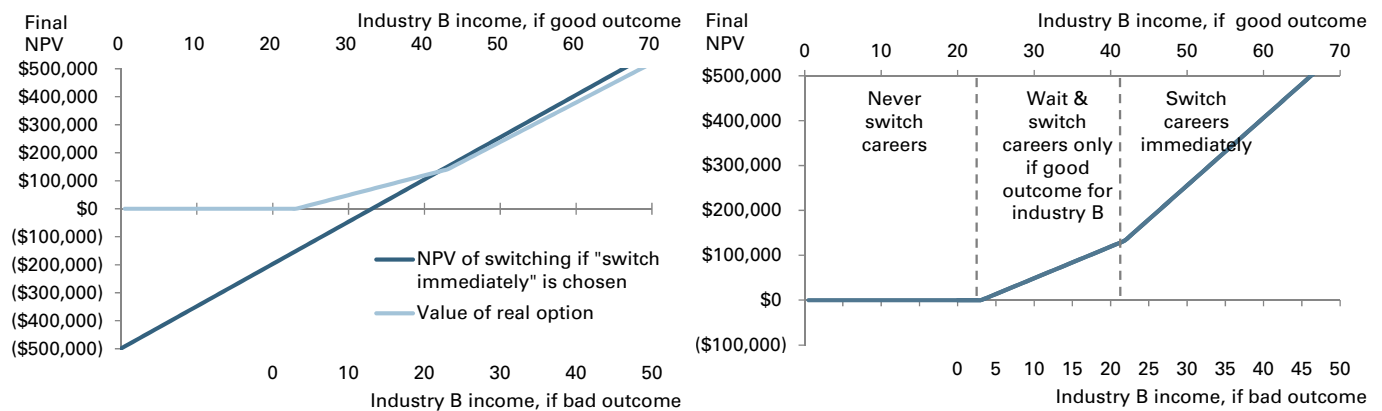 Final
NPV
Industry B income, if good outcome
0 10 20 30 40 50 60 70
$500,000
$400,000
$300,000
$200,000
$100,000
$0
($100,000)
($200,000)
($300,000)
($400,000)
($500,000)
NPV of switching if "switch
immediately" is chosen
Value of real option
0 10 20 30 40 50
Industry B income, if bad outcome
Final
NPV
Industry B income, if good outcome
0 10 20 30 40 50 60 70
$500,000
$400,000
$300,000
$200,000
$100,000
$0
($100,000)
Never
switch
careers
Wait &
switch
careers only
if good
outcome for
industry B
Switch
careers
immediately
0 5 10 15 20 25 30 35 40 45 50
Industry B income, if bad outcome